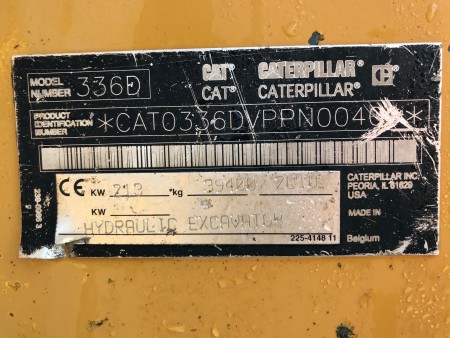 MODEL NUMBER 336D CAT CATERPILLAR C
CAT® CATERPILLAR®
PRODUCT IDENTIFICATION NUMBER
CATERPILLAR INC.
PEORIA, IL 61629
USA
CE KW 213 *kg
KW
MADE IN
HYDRAULIC EXCAVATOR
225-4148 11 Belgium